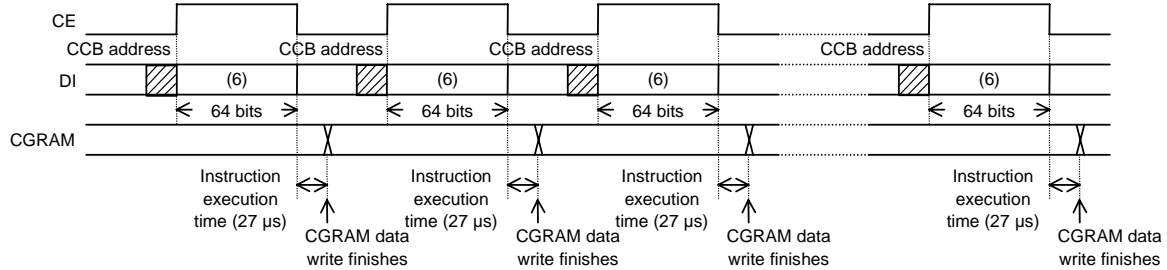 CE
CCB address CCB address CCB address CCB address
DI (6) (6) (6) (6)
64 bits 64 bits 64 bits 64 bits
CGRAM
Instruction Instruction Instruction Instruction
execution execution execution execution
time (27 µs) time (27 µs) time (27 µs) time (27 µs)
CGRAM data CGRAM data CGRAM data CGRAM data
write finishes write finishes write finishes write finishes